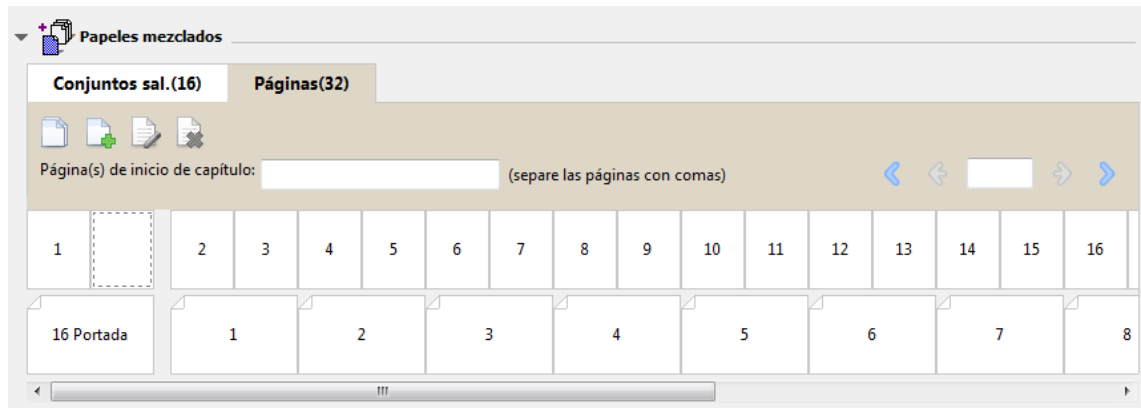 Papeles mezclados
Conjuntos sal.(16) Páginas(32)
Página(s) de inicio de capítulo: (separe las páginas con comas)
1 2 3 4 5 6 7 8 9 10 11 12 13 14 15 16
16 Portada 1 2 3 4 5 6 7 8